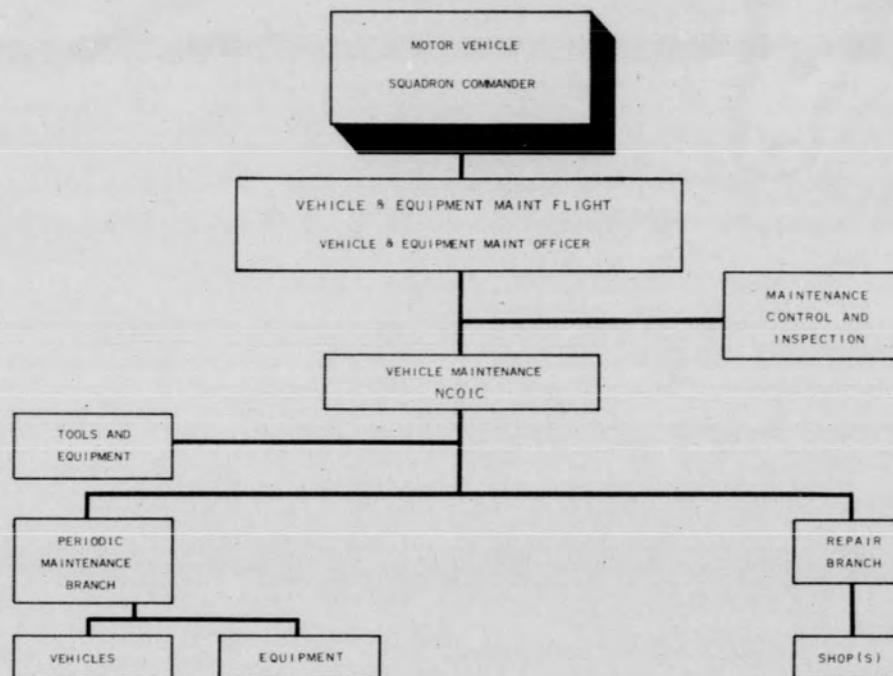 MOTOR VEHICLE
SQUADRON COMMANDER
VEHICLE & EQUIPMENT MAINT FLIGHT
VEHICLE & EQUIPMENT MAINT OFFICER
MAINTENANCE
CONTROL AND
INSPECTION
VEHICLE MAINTENANCE
NCOIC
TOOLS AND
EQUIPMENT
PERIODIC
MAINTENANCE
BRANCH
REPAIR
BRANCH
VEHICLES
EQUIPMENT
SHOP(S)